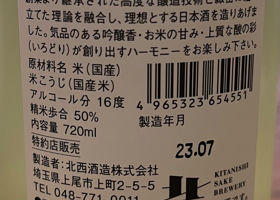 立てた理論を融合し、理想とする日本酒を造りあげまし
た。気品のある吟醸香・お米の甘み・上質な酸の彩
(いろどり)が創り出すハーモニーをお楽しみ下さい。
原材料名 米(国産)
米こうじ(国産米)
アルコール分 16度
精米歩合 50%
内容量 720ml
特約店販売
4965323654551
製造年月
23.07
製造者:北西酒造株式会社
埼玉県上尾市上町2-5-5
TEL 048-771-0011
KITANISHI
SAKE
BREWERY